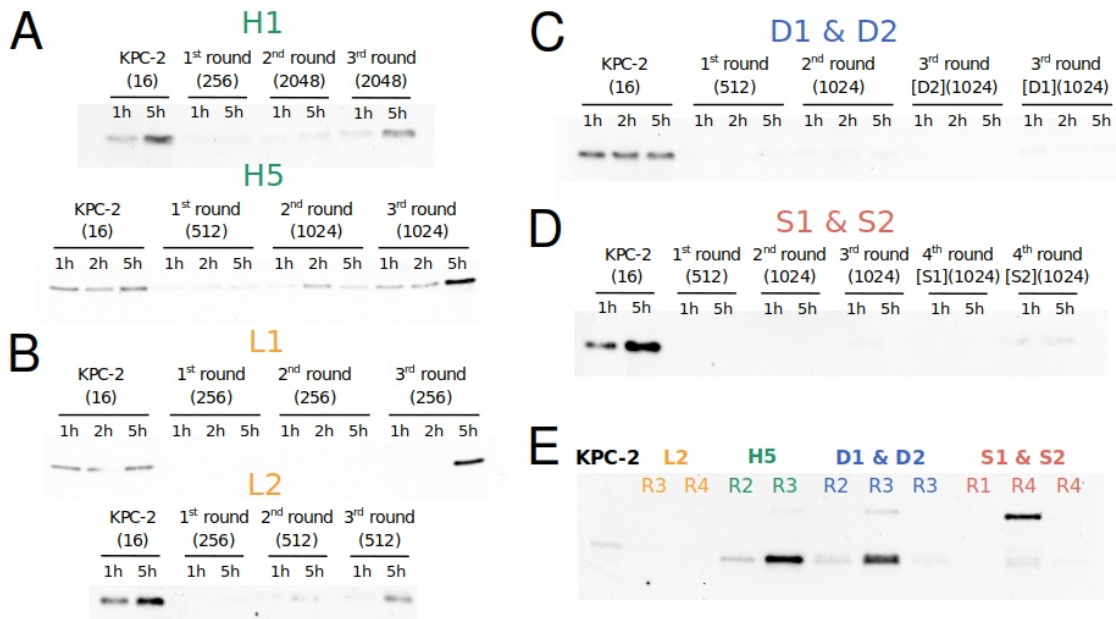 A
H1
KPC-2 1st round 2nd round 3rd round
(16) (256) (2048) (2048)
1h 5h 1h 5h 1h 5h 1h 5h
H5
KPC-2 1st round 2nd round 3rd round
(16) (512) (1024) (1024)
1h 2h 5h 1h 2h 5h 1h 2h 5h 1h 2h 5h
B
L1
KPC-2 1st round 2nd round 3rd round
(16) (256) (256) (256)
1h 2h 5h 1h 2h 5h 1h 2h 5h 1h 2h 5h
L2
KPC-2 1st round 2nd round 3rd round
(16) (256) (512) (512)
1h 5h 1h 5h 1h 5h 1h 5h
C
D1 & D2
KPC-2 1st round 2nd round 3rd round 3rd round
(16) (512) (1024) [D2](1024) [D1](1024)
1h 2h 5h 1h 2h 5h 1h 2h 5h 1h 2h 5h 1h 2h 5h
D
S1 & S2
KPC-2 1st round 2nd round 3rd round 4th round 4th round
(16) (512) (1024) (1024) [S1](1024) [S2](1024)
1h 5h 1h 5h 1h 5h 1h 5h 1h 5h 1h 5h
E
KPC-2 L2 H5 D1 & D2 S1 & S2
R3 R4 R2 R3 R2 R3 R3 R1 R4 R4